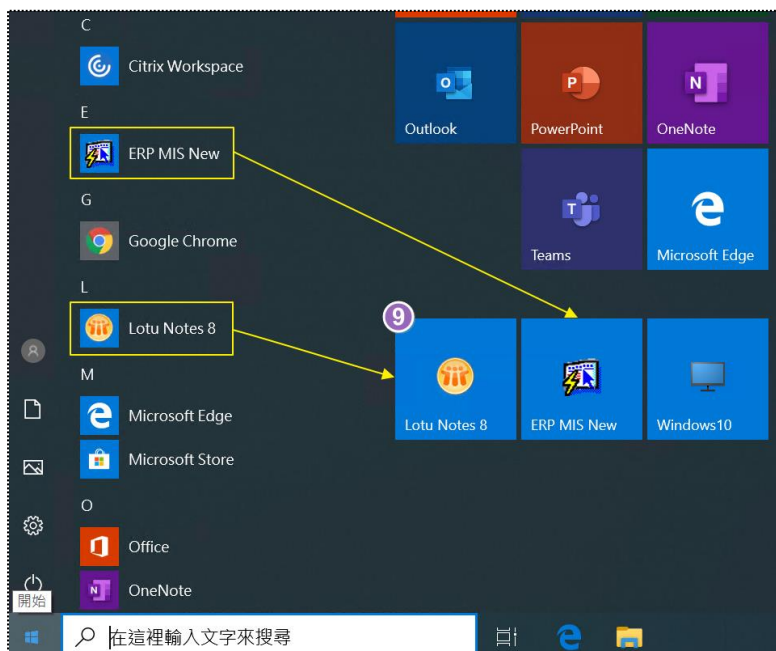 C
Citrix Workspace
E
ERP MIS New
G
Google Chrome
L
Lotu Notes 8
M
Microsoft Edge
Microsoft Store
O
Office
OneNote
開始
在這裡輸入文字來搜尋
Outlook
PowerPoint
OneNote
Teams
Microsoft Edge
9
Lotu Notes 8
ERP MIS New
Windows10